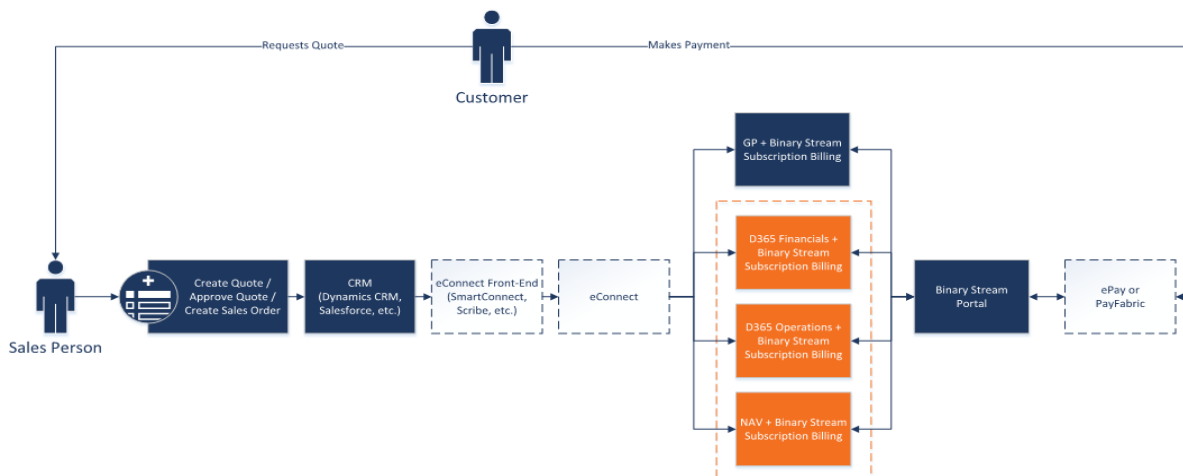 Requests Quote
Makes Payment
Customer
GP + Binary Stream
Subscription Billing
D365 Financials +
Binary Stream
Subscription Billing
Create Quote /
Approve Quote /
Create Sales Order
CRM
(Dynamics CRM,
Salesforce, etc.)
eConnect Front-End
(SmartConnect,
Scribe, etc.)
eConnect
D365 Operations +
Binary Stream
Subscription Billing
Binary Stream
Portal
ePay or
PayFabric
Sales Person
NAV + Binary Stream
Subscription Billing